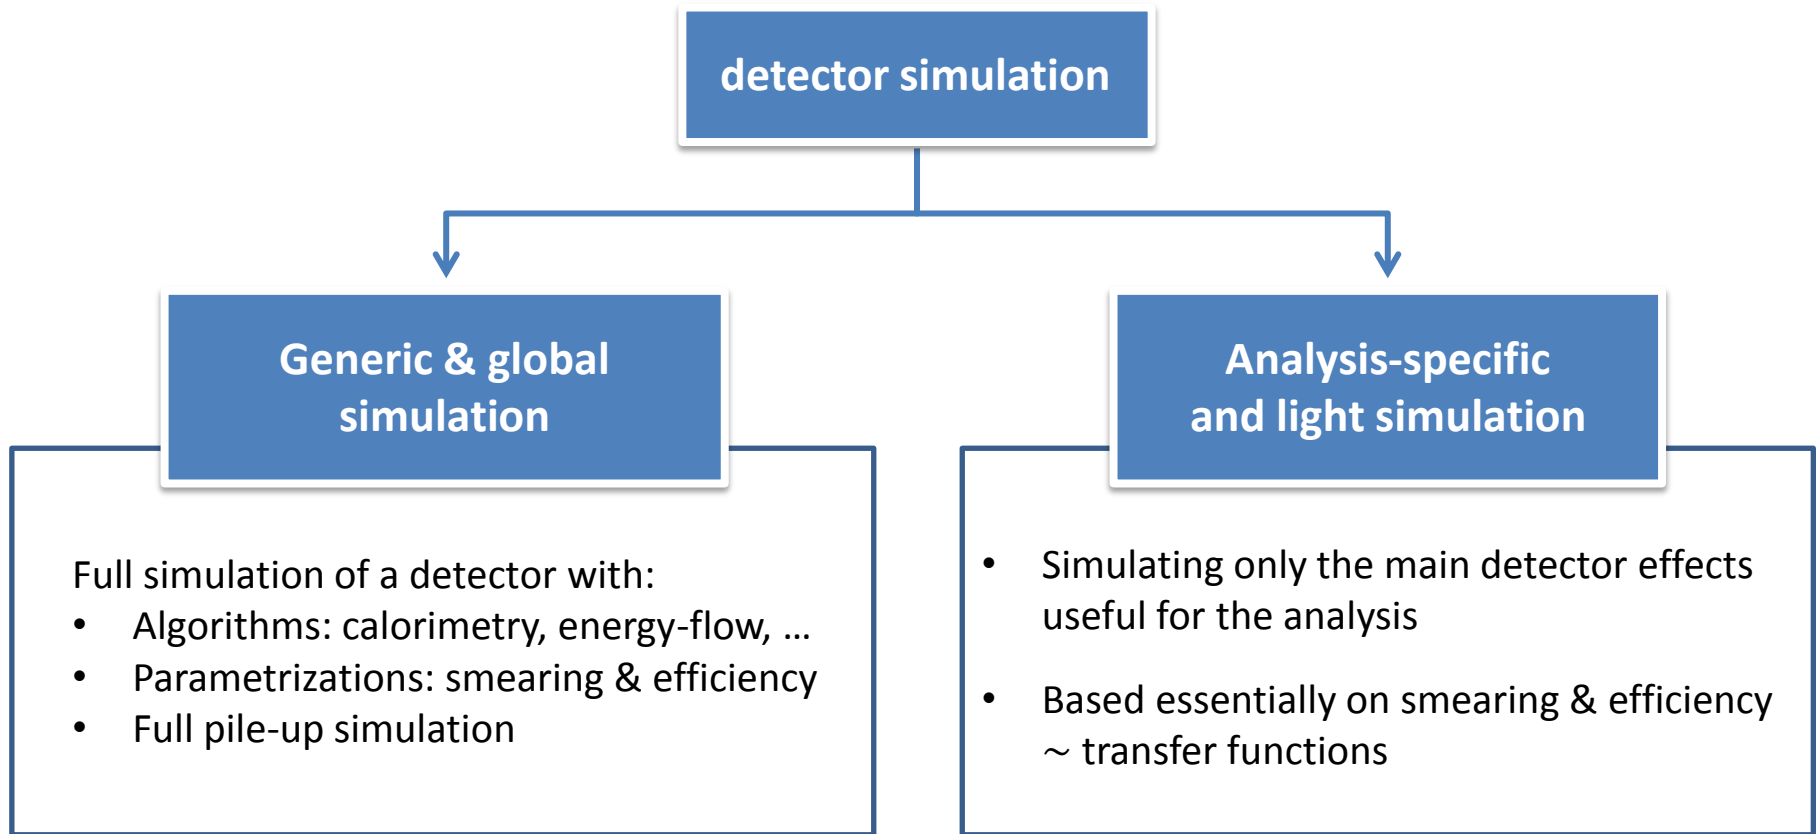 detector simulation
Generic & global
simulation
Full simulation of a detector with:
• Algorithms: calorimetry, energy-flow, ...
• Parametrizations: smearing & efficiency
• Full pile-up simulation
Analysis-specific
and light simulation
• Simulating only the main detector effects
useful for the analysis
• Based essentially on smearing & efficiency
~ transfer functions